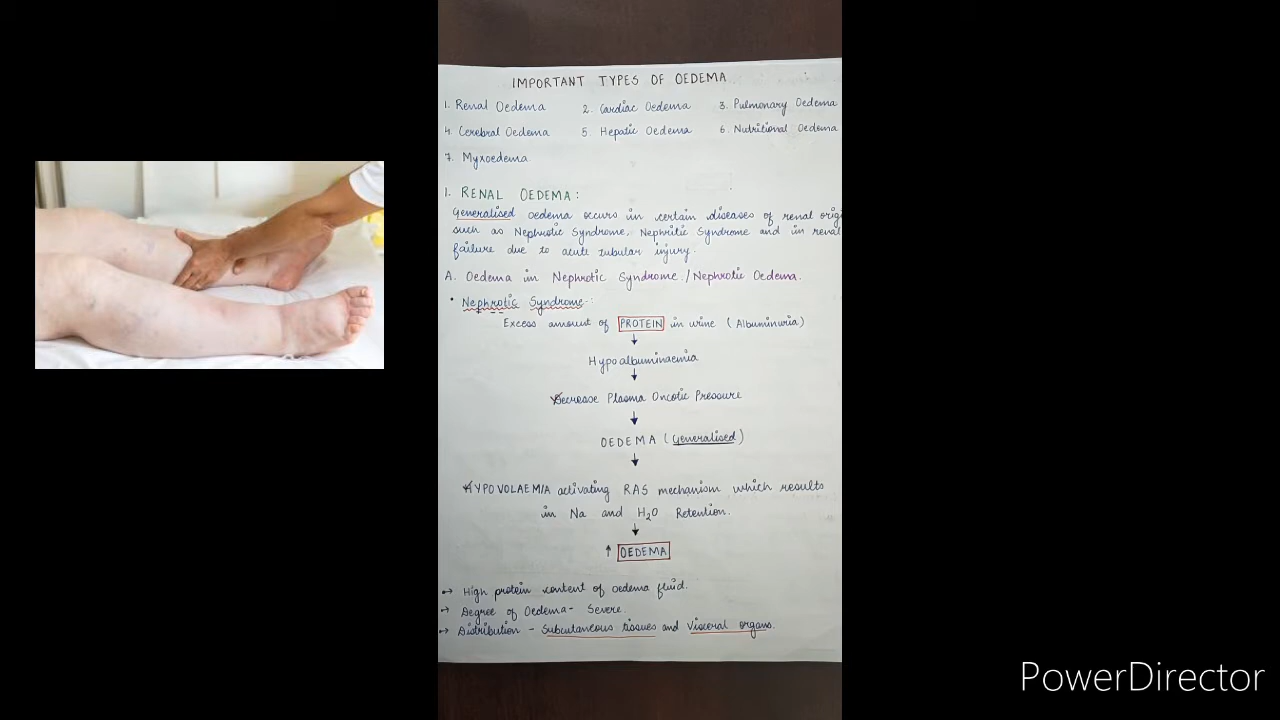 IMPORTANT TYPES OF OEDEMA
1. Renal Oedema 2. Cardiac Oedema 3. Pulmonary Oedema
4. Cerebral Oedema 5. Hepatic Oedema 6. Nutritional Oedema
7. Myxoedema
1. RENAL OEDEMA:
Generalised oedema occurs in certain diseases of renal origi
such as Nephrotic Syndrome, Nephritic Syndrome and in renal
failure due to acute tubular injury.
A. Oedema in Nephrotic Syndrome/Nephrotic Oedema.
• Nephrotic Syndrome-:
Excess amount of PROTEIN in urine (Albuminuria)
↓
Hypoalbuminaemia
↓
Decrease Plasma Oncotic Pressure
↓
OEDEMA (Generalised)
↓
HYPOVOLAEMIA activating RAS mechanism which results
in Na and H2O Retention.
↓
↑ OEDEMA
→ High protein content of oedema fluid.
→ Degree of Oedema - Severe.
→ Distribution - Subcutaneous tissues and Visceral organs.
PowerDirector